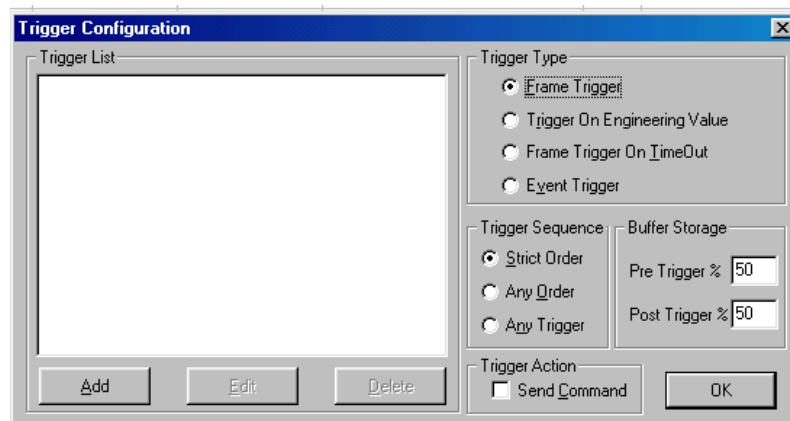 Trigger Configuration
Trigger List
Add
Edit
Delete
Trigger Type
Frame Trigger
Trigger On Engineering Value
Frame Trigger On TimeOut
Event Trigger
Trigger Sequence
Strict Order
Any Order
Any Trigger
Buffer Storage
Pre Trigger % 50
Post Trigger % 50
Trigger Action
Send Command
OK